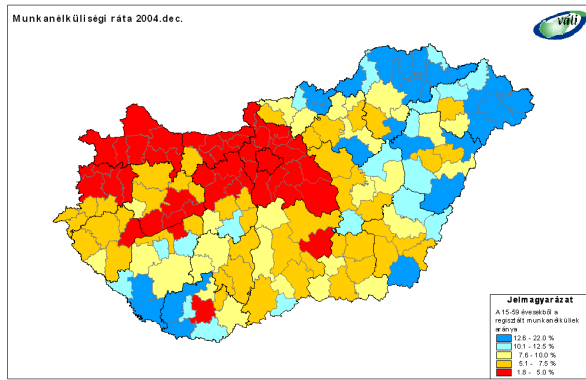 Munkanélküliségi ráta 2004.dec.
váti
Jelmagyarázat
A 15-59 évesekből a
regisztált munkanélküliek
aránya
12.6 - 22.0 %
10.1 - 12.5 %
7.6 - 10.0 %
5.1 - 7.5 %
1.8 - 5.0 %